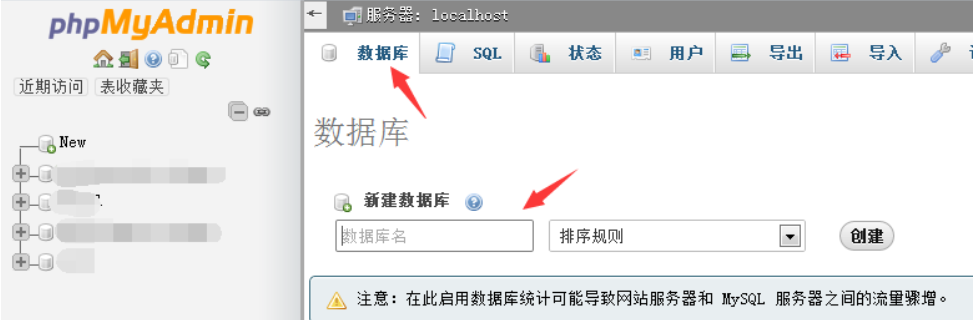 phpMyAdmin
近期访问 表收藏夹
New
服务器: localhost
数据库 SQL 状态 用户 导出 导入
数据库
新建数据库
数据库名 排序规则 创建
注意: 在此启用数据库统计可能导致网站服务器和 MySQL 服务器之间的流量骤增。